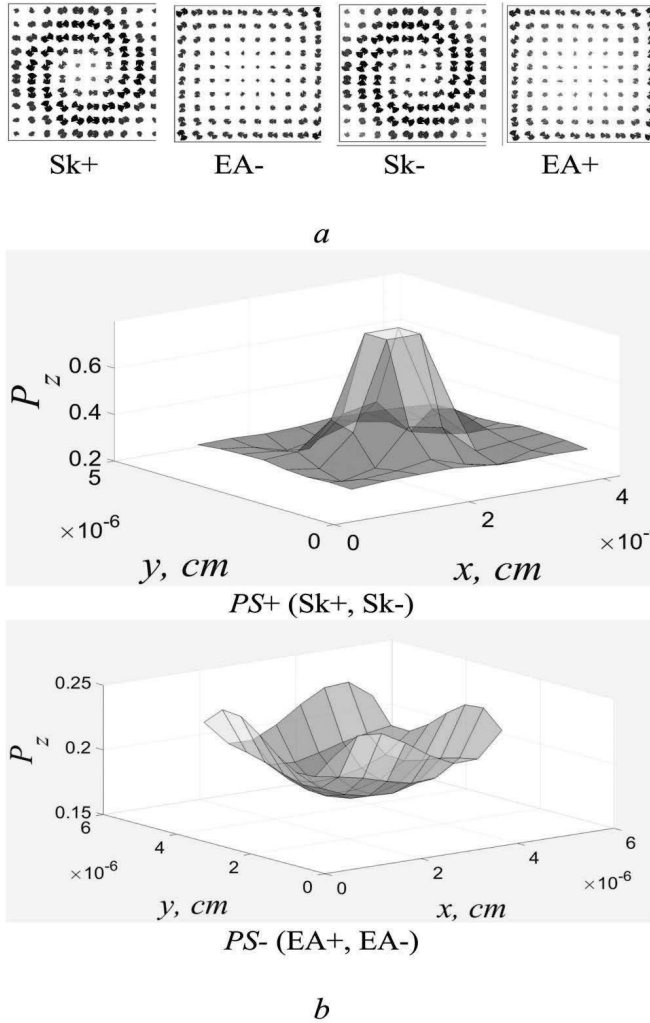 Sk+ EA- Sk- EA+
a
P_z
0.6
0.4
0.2
5
×10⁻⁶
0 0
2
4
y, cm x, cm
PS+ (Sk+, Sk-)
0.25
P_z
0.2
0.15
6
4
×10⁻⁶
2
0 0
2
4
6
×10⁻⁶
y, cm x, cm
PS- (EA+, EA-)
b